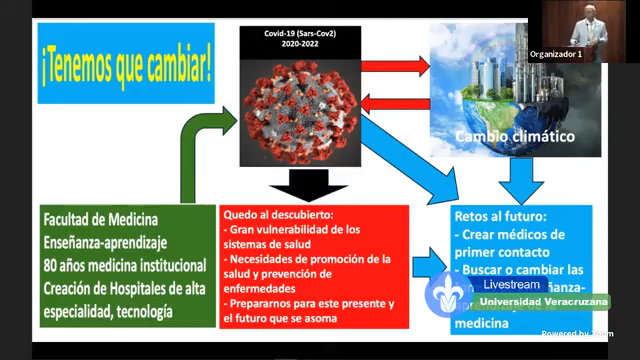 ¡Tenemos que cambiar!
Covid-19 (Sars-Cov2)
2020-2022
Organizador 1
Cambio climático
Facultad de Medicina
Enseñanza-aprendizaje
80 años medicina institucional
Creación de Hospitales de alta
especialidad, tecnología
Quedo al descubierto:
- Gran vulnerabilidad de los
sistemas de salud
- Necesidades de promoción de la
salud y prevención de
enfermedades
- Prepararnos para este presente y
el futuro que se asoma
Retos al futuro:
- Crear médicos de
primer contacto
- Buscar o cambiar las
medicina
Livestream
Universidad Veracruzana
Powered by Zoom